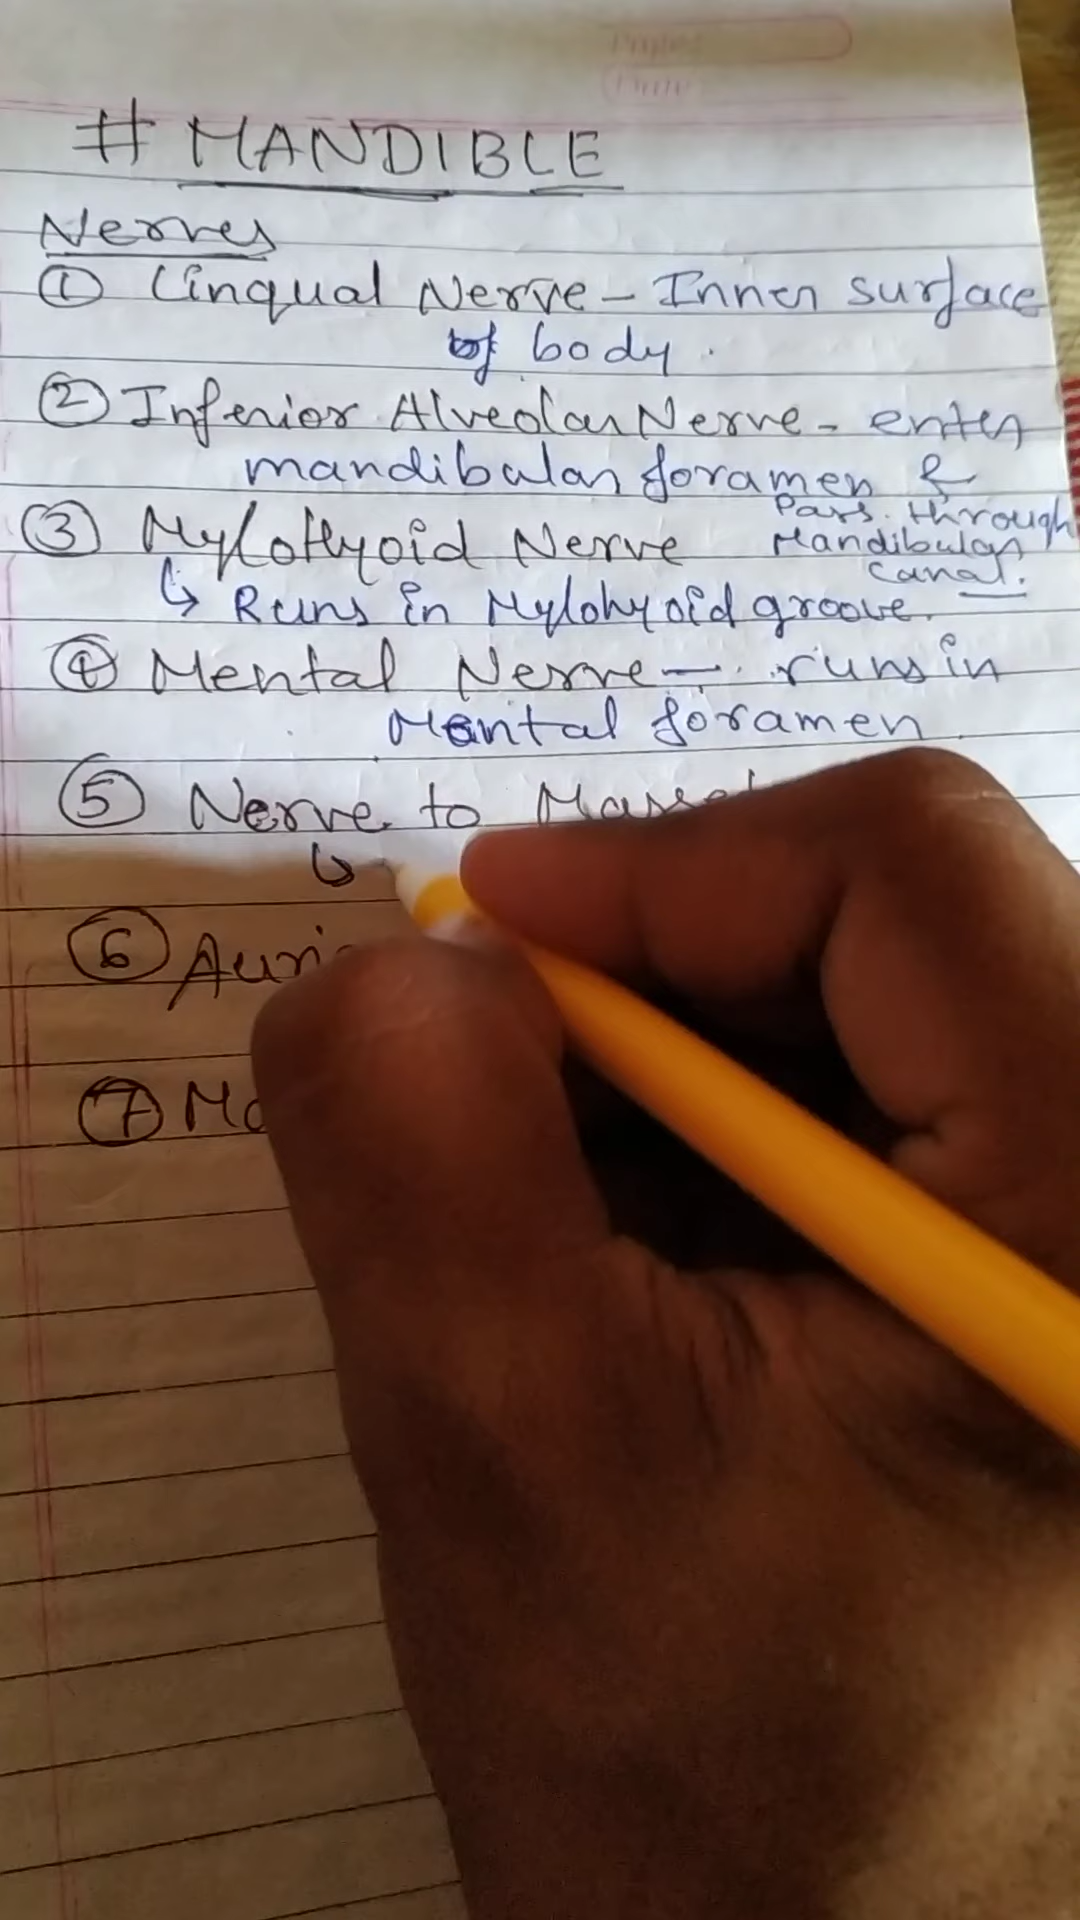 # MANDIBLE
Nerves
① Linqual Nerve - Inner surface
of body.
② Inferior Alveolar Nerve - enters
mandibular foramen &
Pass through
③ Mylohyoid Nerve Mandibular
canal.
↳ Runs in Mylohyoid groove.
④ Mental Nerve - runs in
Mental foramen
⑤ Nerve to
⑥
⑦